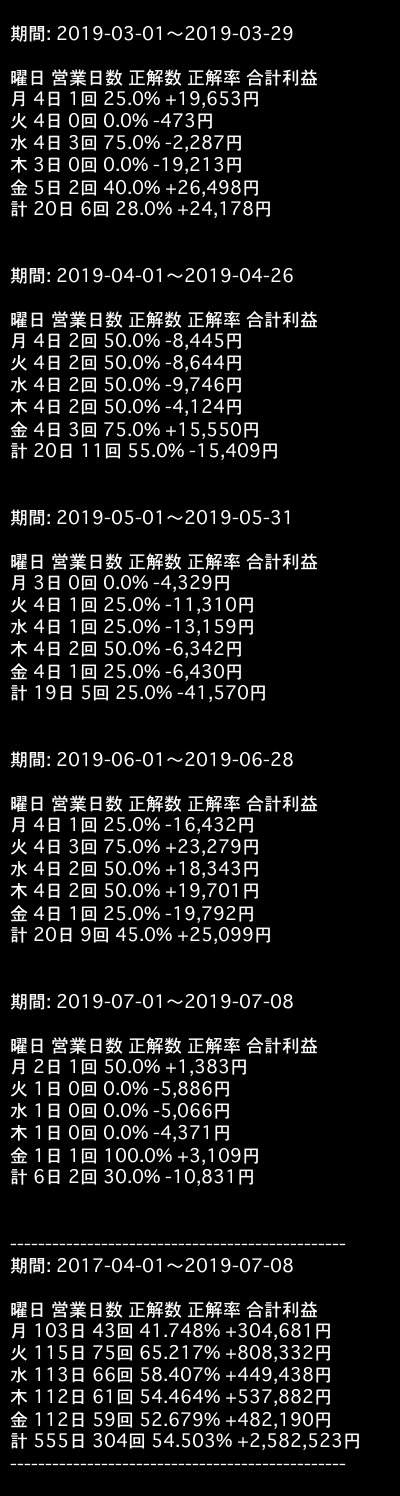 期間: 2019-03-01〜2019-03-29
曜日 営業日数 正解数 正解率 合計利益
月 4日 1回 25.0% +19,653円
火 4日 0回 0.0% -473円
水 4日 3回 75.0% -2,287円
木 3日 0回 0.0% -19,213円
金 5日 2回 40.0% +26,498円
計 20日 6回 28.0% +24,178円
期間: 2019-04-01〜2019-04-26
曜日 営業日数 正解数 正解率 合計利益
月 4日 2回 50.0% -8,445円
火 4日 2回 50.0% -8,644円
水 4日 2回 50.0% -9,746円
木 4日 2回 50.0% -4,124円
金 4日 3回 75.0% +15,550円
計 20日 11回 55.0% -15,409円
期間: 2019-05-01〜2019-05-31
曜日 営業日数 正解数 正解率 合計利益
月 3日 0回 0.0% -4,329円
火 4日 1回 25.0% -11,310円
水 4日 1回 25.0% -13,159円
木 4日 2回 50.0% -6,342円
金 4日 1回 25.0% -6,430円
計 19日 5回 25.0% -41,570円
期間: 2019-06-01〜2019-06-28
曜日 営業日数 正解数 正解率 合計利益
月 4日 1回 25.0% -16,432円
火 4日 3回 75.0% +23,279円
水 4日 2回 50.0% +18,343円
木 4日 2回 50.0% +19,701円
金 4日 1回 25.0% -19,792円
計 20日 9回 45.0% +25,099円
期間: 2019-07-01〜2019-07-08
曜日 営業日数 正解数 正解率 合計利益
月 2日 1回 50.0% +1,383円
火 1日 0回 0.0% -5,886円
水 1日 0回 0.0% -5,066円
木 1日 0回 0.0% -4,371円
金 1日 1回 100.0% +3,109円
計 6日 2回 30.0% -10,831円
------------------------------------------------
期間: 2017-04-01〜2019-07-08
曜日 営業日数 正解数 正解率 合計利益
月 103日 43回 41.748% +304,681円
火 115日 75回 65.217% +808,332円
水 113日 66回 58.407% +449,438円
木 112日 61回 54.464% +537,882円
金 112日 59回 52.679% +482,190円
計 555日 304回 54.503% +2,582,523円
------------------------------------------------